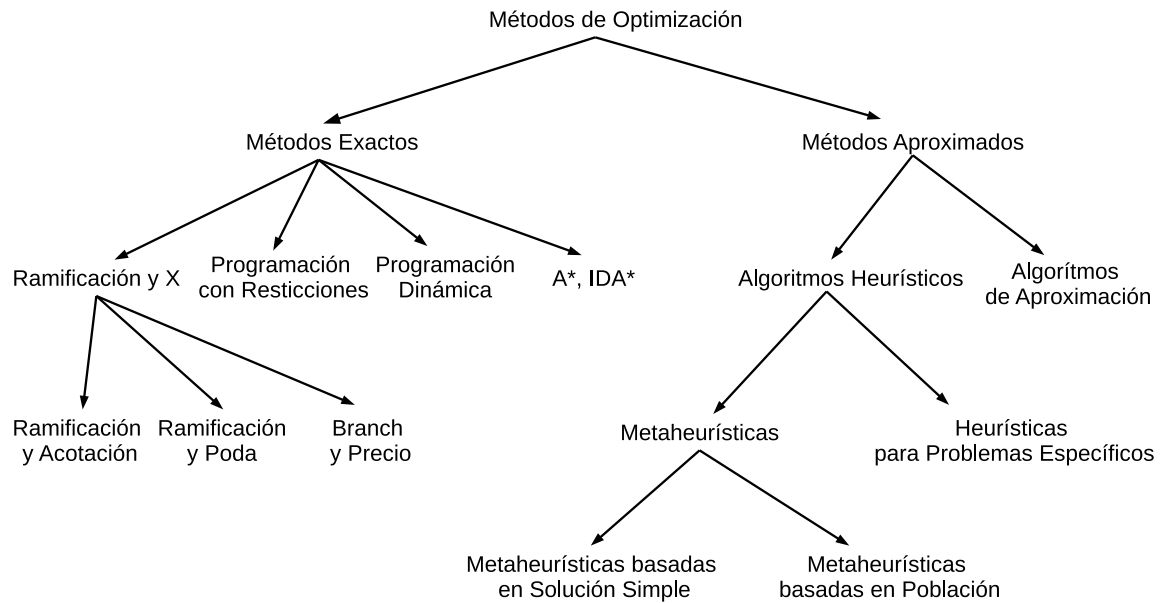 Métodos de Optimización
Métodos Exactos
Métodos Aproximados
Ramificación y X
Programación
con Resticciones
Programación
Dinámica
A*, IDA*
Algoritmos Heurísticos
Algorítmos
de Aproximación
Ramificación
y Acotación
Ramificación
y Poda
Branch
y Precio
Metaheurísticas
Heurísticas
para Problemas Específicos
Metaheurísticas basadas
en Solución Simple
Metaheurísticas
basadas en Población